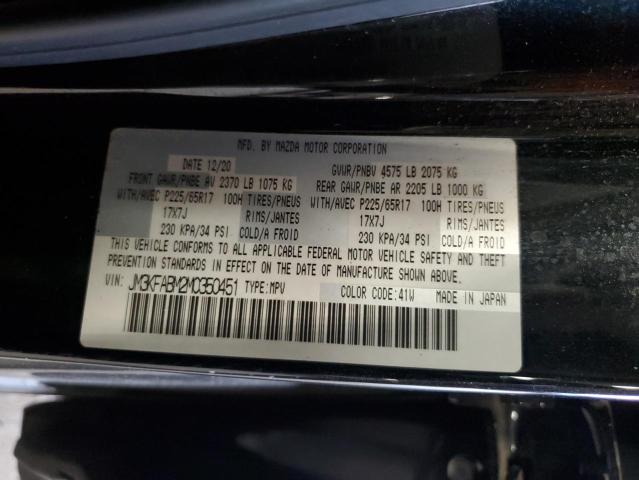 MFD. BY MAZDA MOTOR CORPORATION
DATE 12/20 GVWR/PNBV 4575 LB 2075 KG
FRONT GAWR/PNBE AV 2370 LB 1075 KG REAR GAWR/PNBE AR 2205 LB 1000 KG
WITH/AVEC P225/65R17 100H TIRES/PNEUS WITH/AVEC P225/65R17 100H TIRES/PNEUS
17X7J RIMS/JANTES 17X7J RIMS/JANTES
230 KPA/34 PSI COLD/A FROID 230 KPA/34 PSI COLD/A FROID
THIS VEHICLE CONFORMS TO ALL APPLICABLE FEDERAL MOTOR VEHICLE SAFETY AND THEFT
PREVENTION STANDARDS IN EFFECT ON THE DATE OF MANUFACTURE SHOWN ABOVE.
VIN: JM3KFABM2M0350451 TYPE:MPV COLOR CODE:41W MADE IN JAPAN